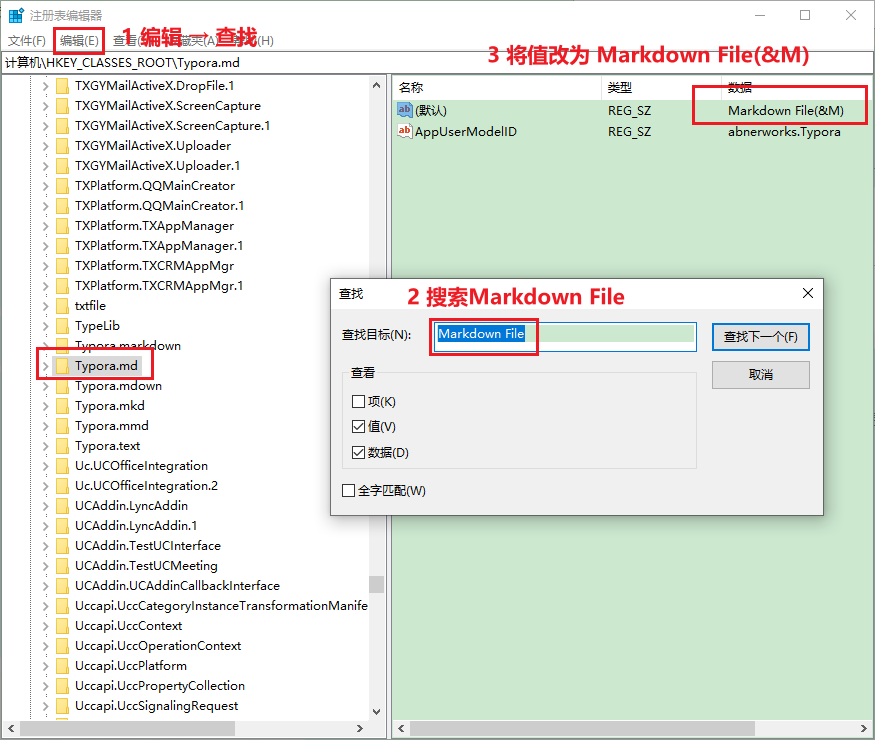 注册表编辑器
文件(F) 编辑(E) 查看 (H)
1 编辑 → 查找
计算机\HKEY_CLASSES_ROOT\Typora.md
3 将值改为 Markdown File(&M)
TXGYMailActiveX.DropFile.1
TXGYMailActiveX.ScreenCapture
TXGYMailActiveX.ScreenCapture.1
TXGYMailActiveX.Uploader
TXGYMailActiveX.Uploader.1
TXPlatform.QQMainCreator
TXPlatform.QQMainCreator.1
TXPlatform.TXAppManager
TXPlatform.TXAppManager.1
TXPlatform.TXCRMAppMgr
TXPlatform.TXCRMAppMgr.1
txtfile
TypeLib
Typora.markdown
Typora.md
Typora.mdown
Typora.mkd
Typora.mmd
Typora.text
Uc.UCOfficeIntegration
Uc.UCOfficeIntegration.2
UCAddin.LyncAddin
UCAddin.LyncAddin.1
UCAddin.TestUCInterface
UCAddin.TestUCMeeting
UCAddin.UCAddinCallbackInterface
Uccapi.UccCategoryInstanceTransformationManife
Uccapi.UccContext
Uccapi.UccOperationContext
Uccapi.UccPlatform
Uccapi.UccPropertyCollection
Uccapi.UccSignalingRequest
名称 类型 数据
ab (默认) REG_SZ Markdown File(&M)
ab AppUserModelID REG_SZ abnerworks.Typora
查找
2 搜索Markdown File
查找目标(N): Markdown File 查找下一个(F)
取消
查看
项(K)
值(V)
数据(D)
全字匹配(W)